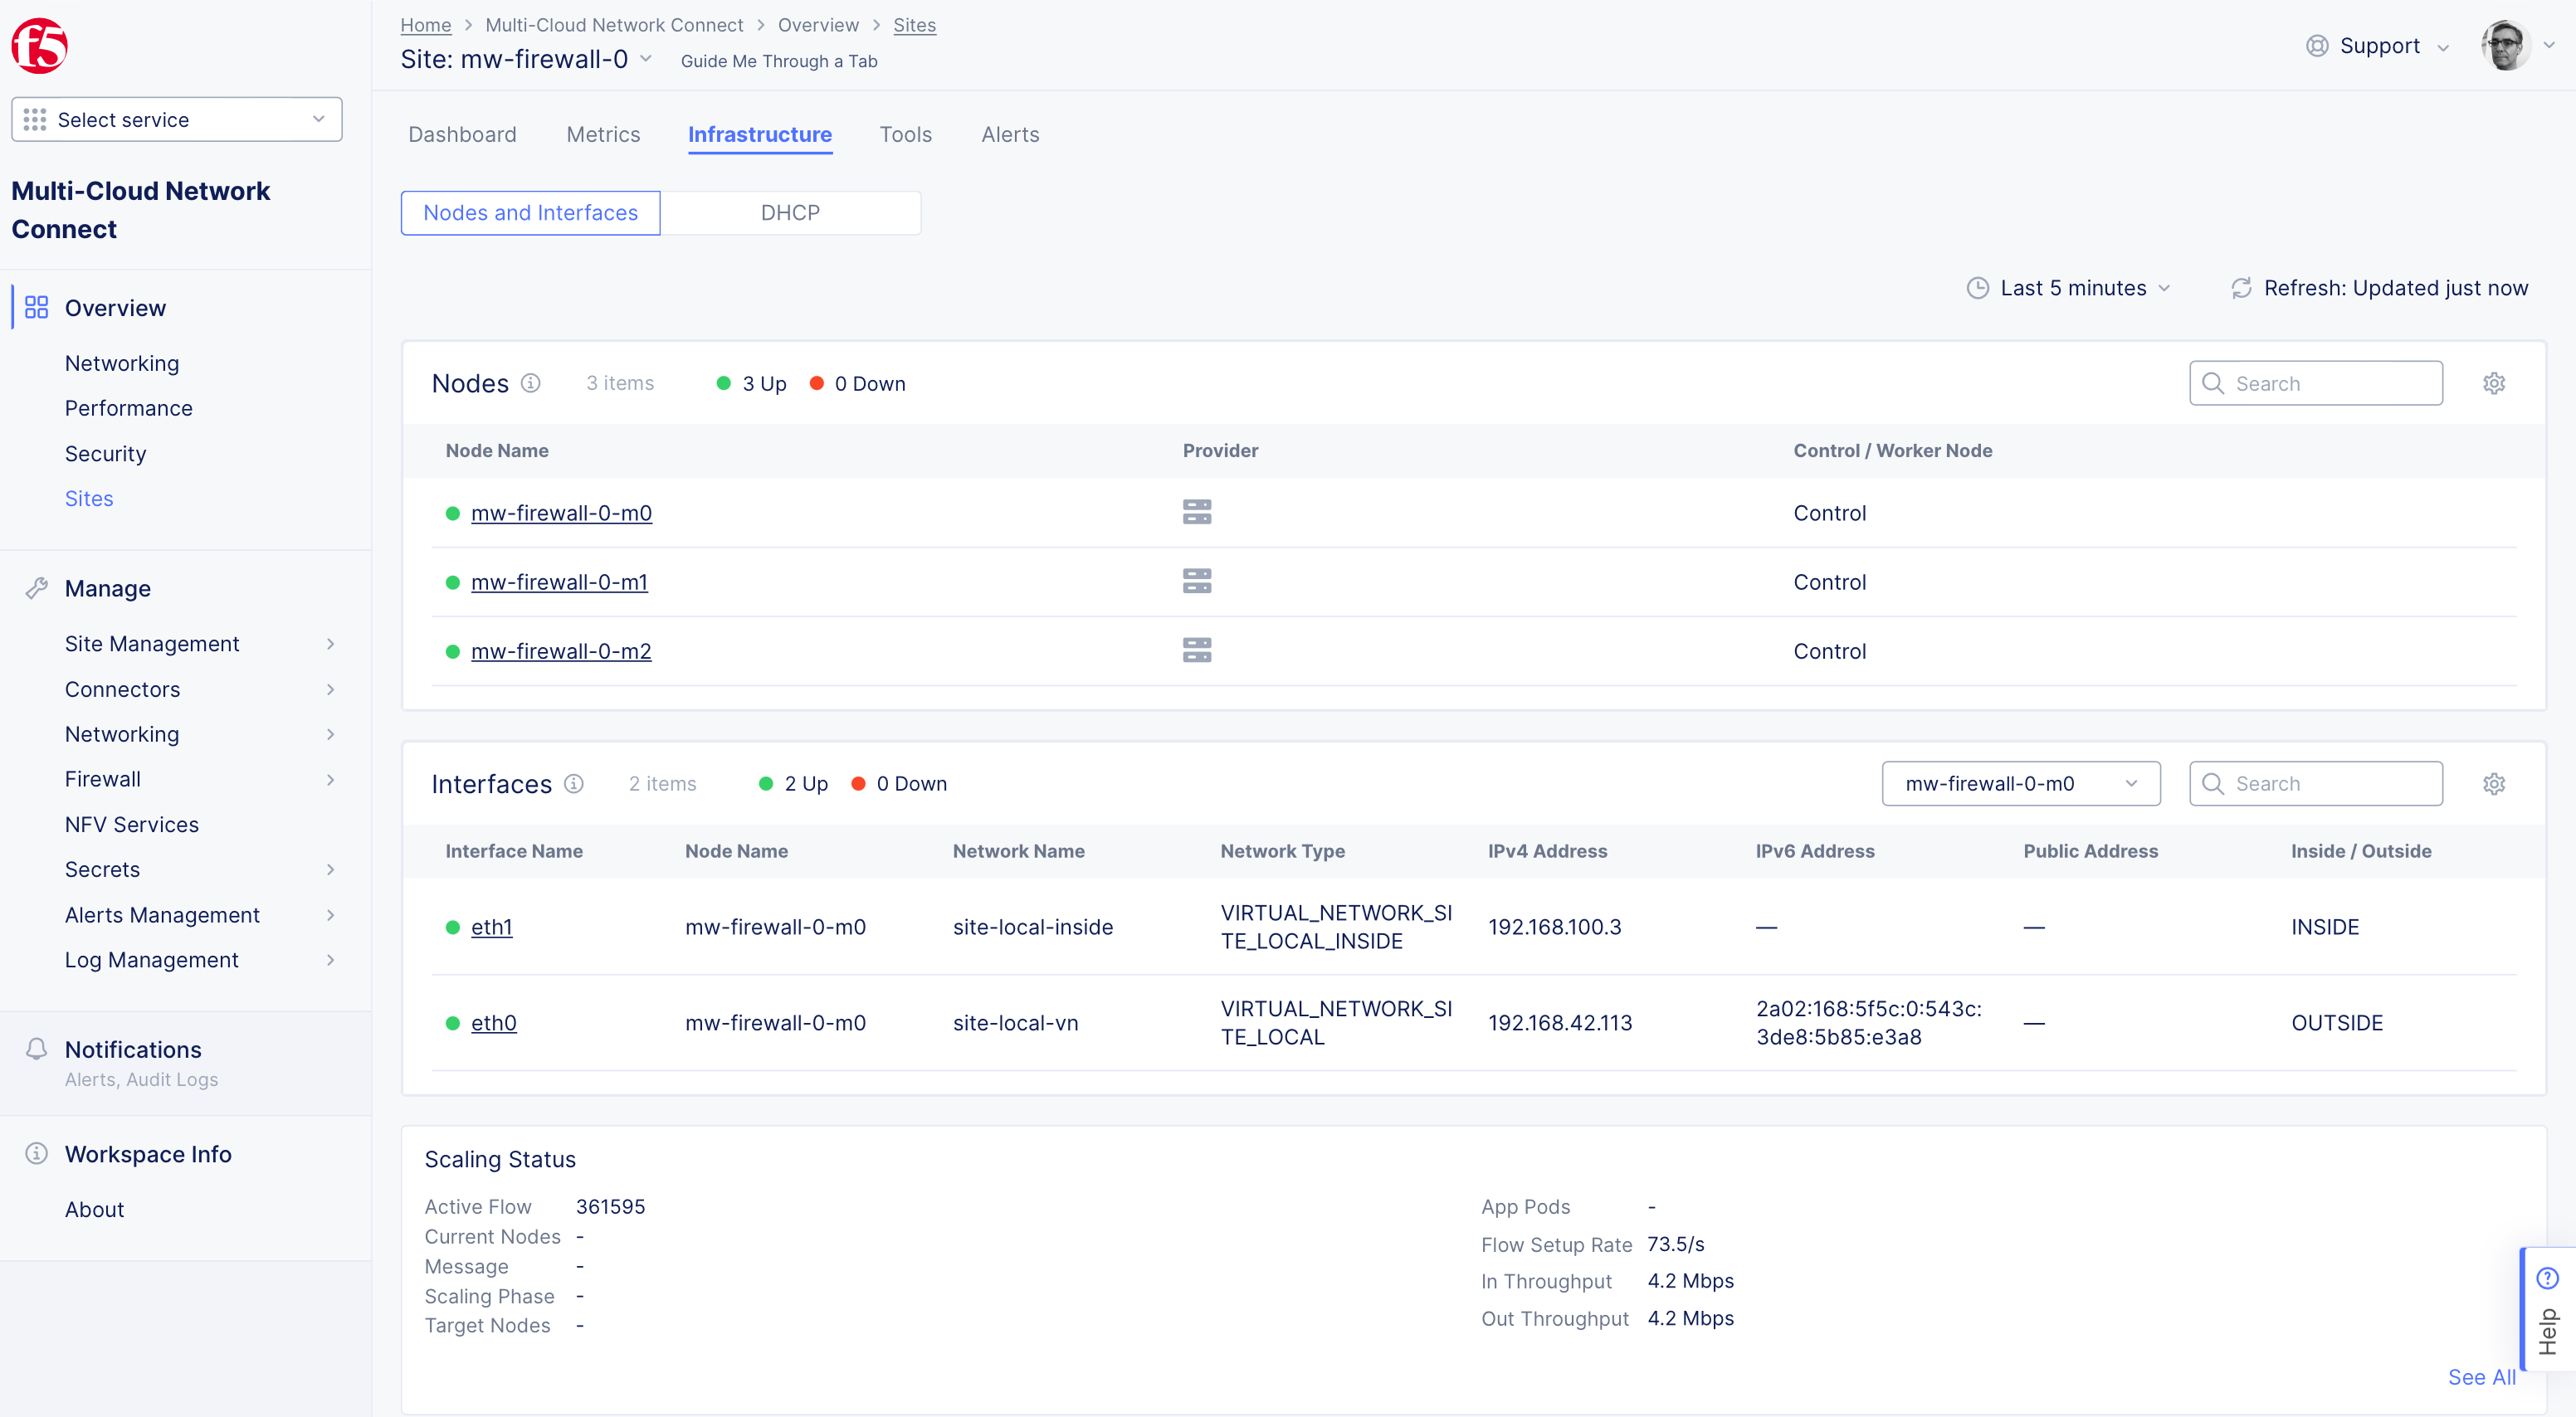 f5
Select service
Multi-Cloud Network
Connect
Overview
Networking
Performance
Security
Sites
Manage
Site Management
Connectors
Networking
Firewall
NFV Services
Secrets
Alerts Management
Log Management
Notifications
Alerts, Audit Logs
Workspace Info
About
Home > Multi-Cloud Network Connect > Overview > Sites
Site: mw-firewall-0 Guide Me Through a Tab
Support
Dashboard Metrics Infrastructure Tools Alerts
Nodes and Interfaces DHCP
Last 5 minutes Refresh: Updated just now
Nodes 3 items 3 Up 0 Down Search
Node Name Provider Control / Worker Node
mw-firewall-0-m0 Control
mw-firewall-0-m1 Control
mw-firewall-0-m2 Control
Interfaces 2 items 2 Up 0 Down mw-firewall-0-m0 Search
Interface Name Node Name Network Name Network Type IPv4 Address IPv6 Address Public Address Inside / Outside
eth1 mw-firewall-0-m0 site-local-inside VIRTUAL_NETWORK_SI 192.168.100.3 — — INSIDE
TE_LOCAL_INSIDE
eth0 mw-firewall-0-m0 site-local-vn VIRTUAL_NETWORK_SI 192.168.42.113 2a02:168:5f5c:0:543c: — OUTSIDE
TE_LOCAL 3de8:5b85:e3a8
Scaling Status
Active Flow 361595
Current Nodes -
Message -
Scaling Phase -
Target Nodes -
App Pods -
Flow Setup Rate 73.5/s
In Throughput 4.2 Mbps
Out Throughput 4.2 Mbps
See All
Help